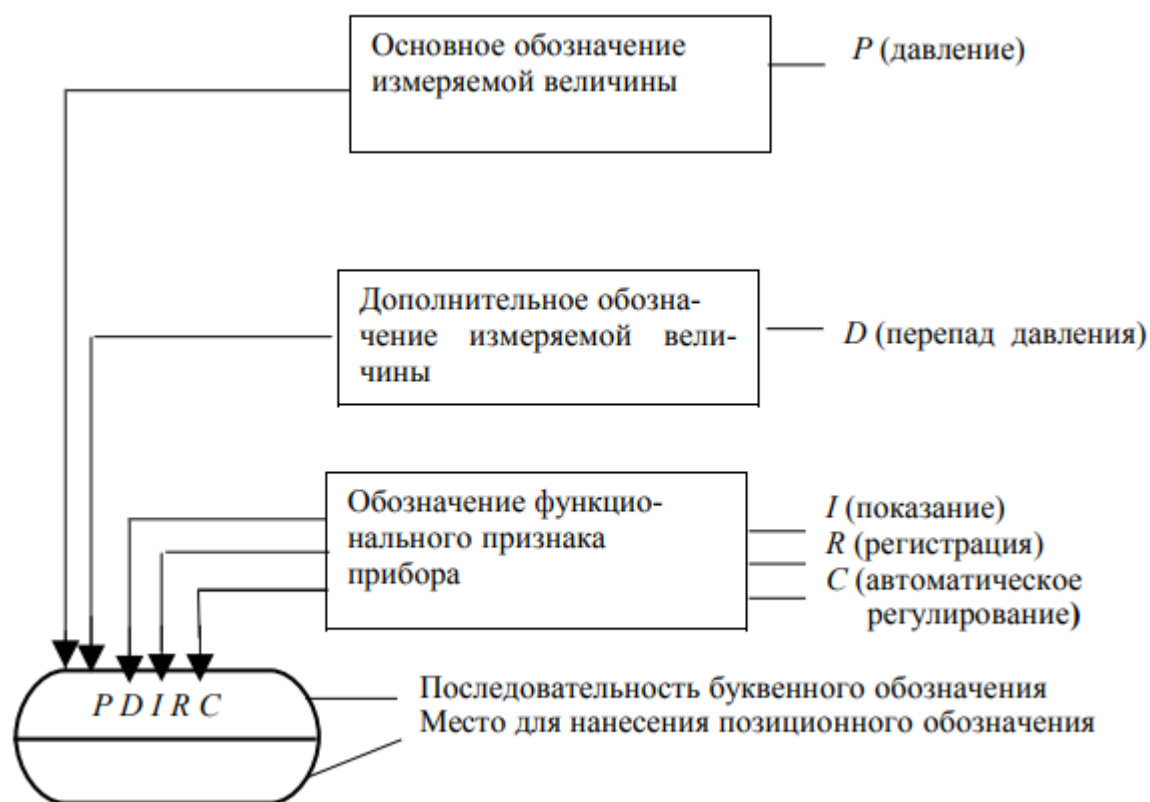 Основное обозначение
измеряемой величины
P (давление)
Дополнительное обозна-
чение измеряемой вели-
чины
D (перепад давления)
Обозначение функцио-
нального признака
прибора
I (показание)
R (регистрация)
C (автоматическое
регулирование)
P D I R C
Последовательность буквенного обозначения
Место для нанесения позиционного обозначения